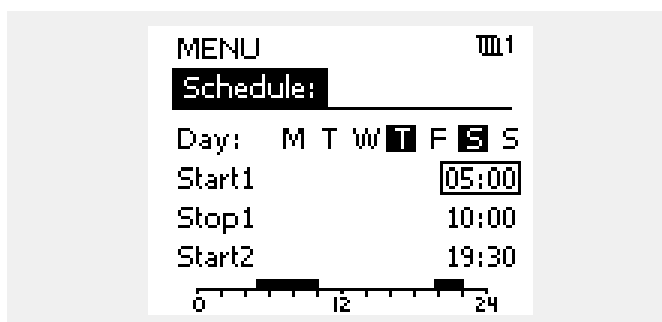 MENU 1
Schedule:
Day: M T W T F S S
Start1 05:00
Stop1 10:00
Start2 19:30
0 12 24